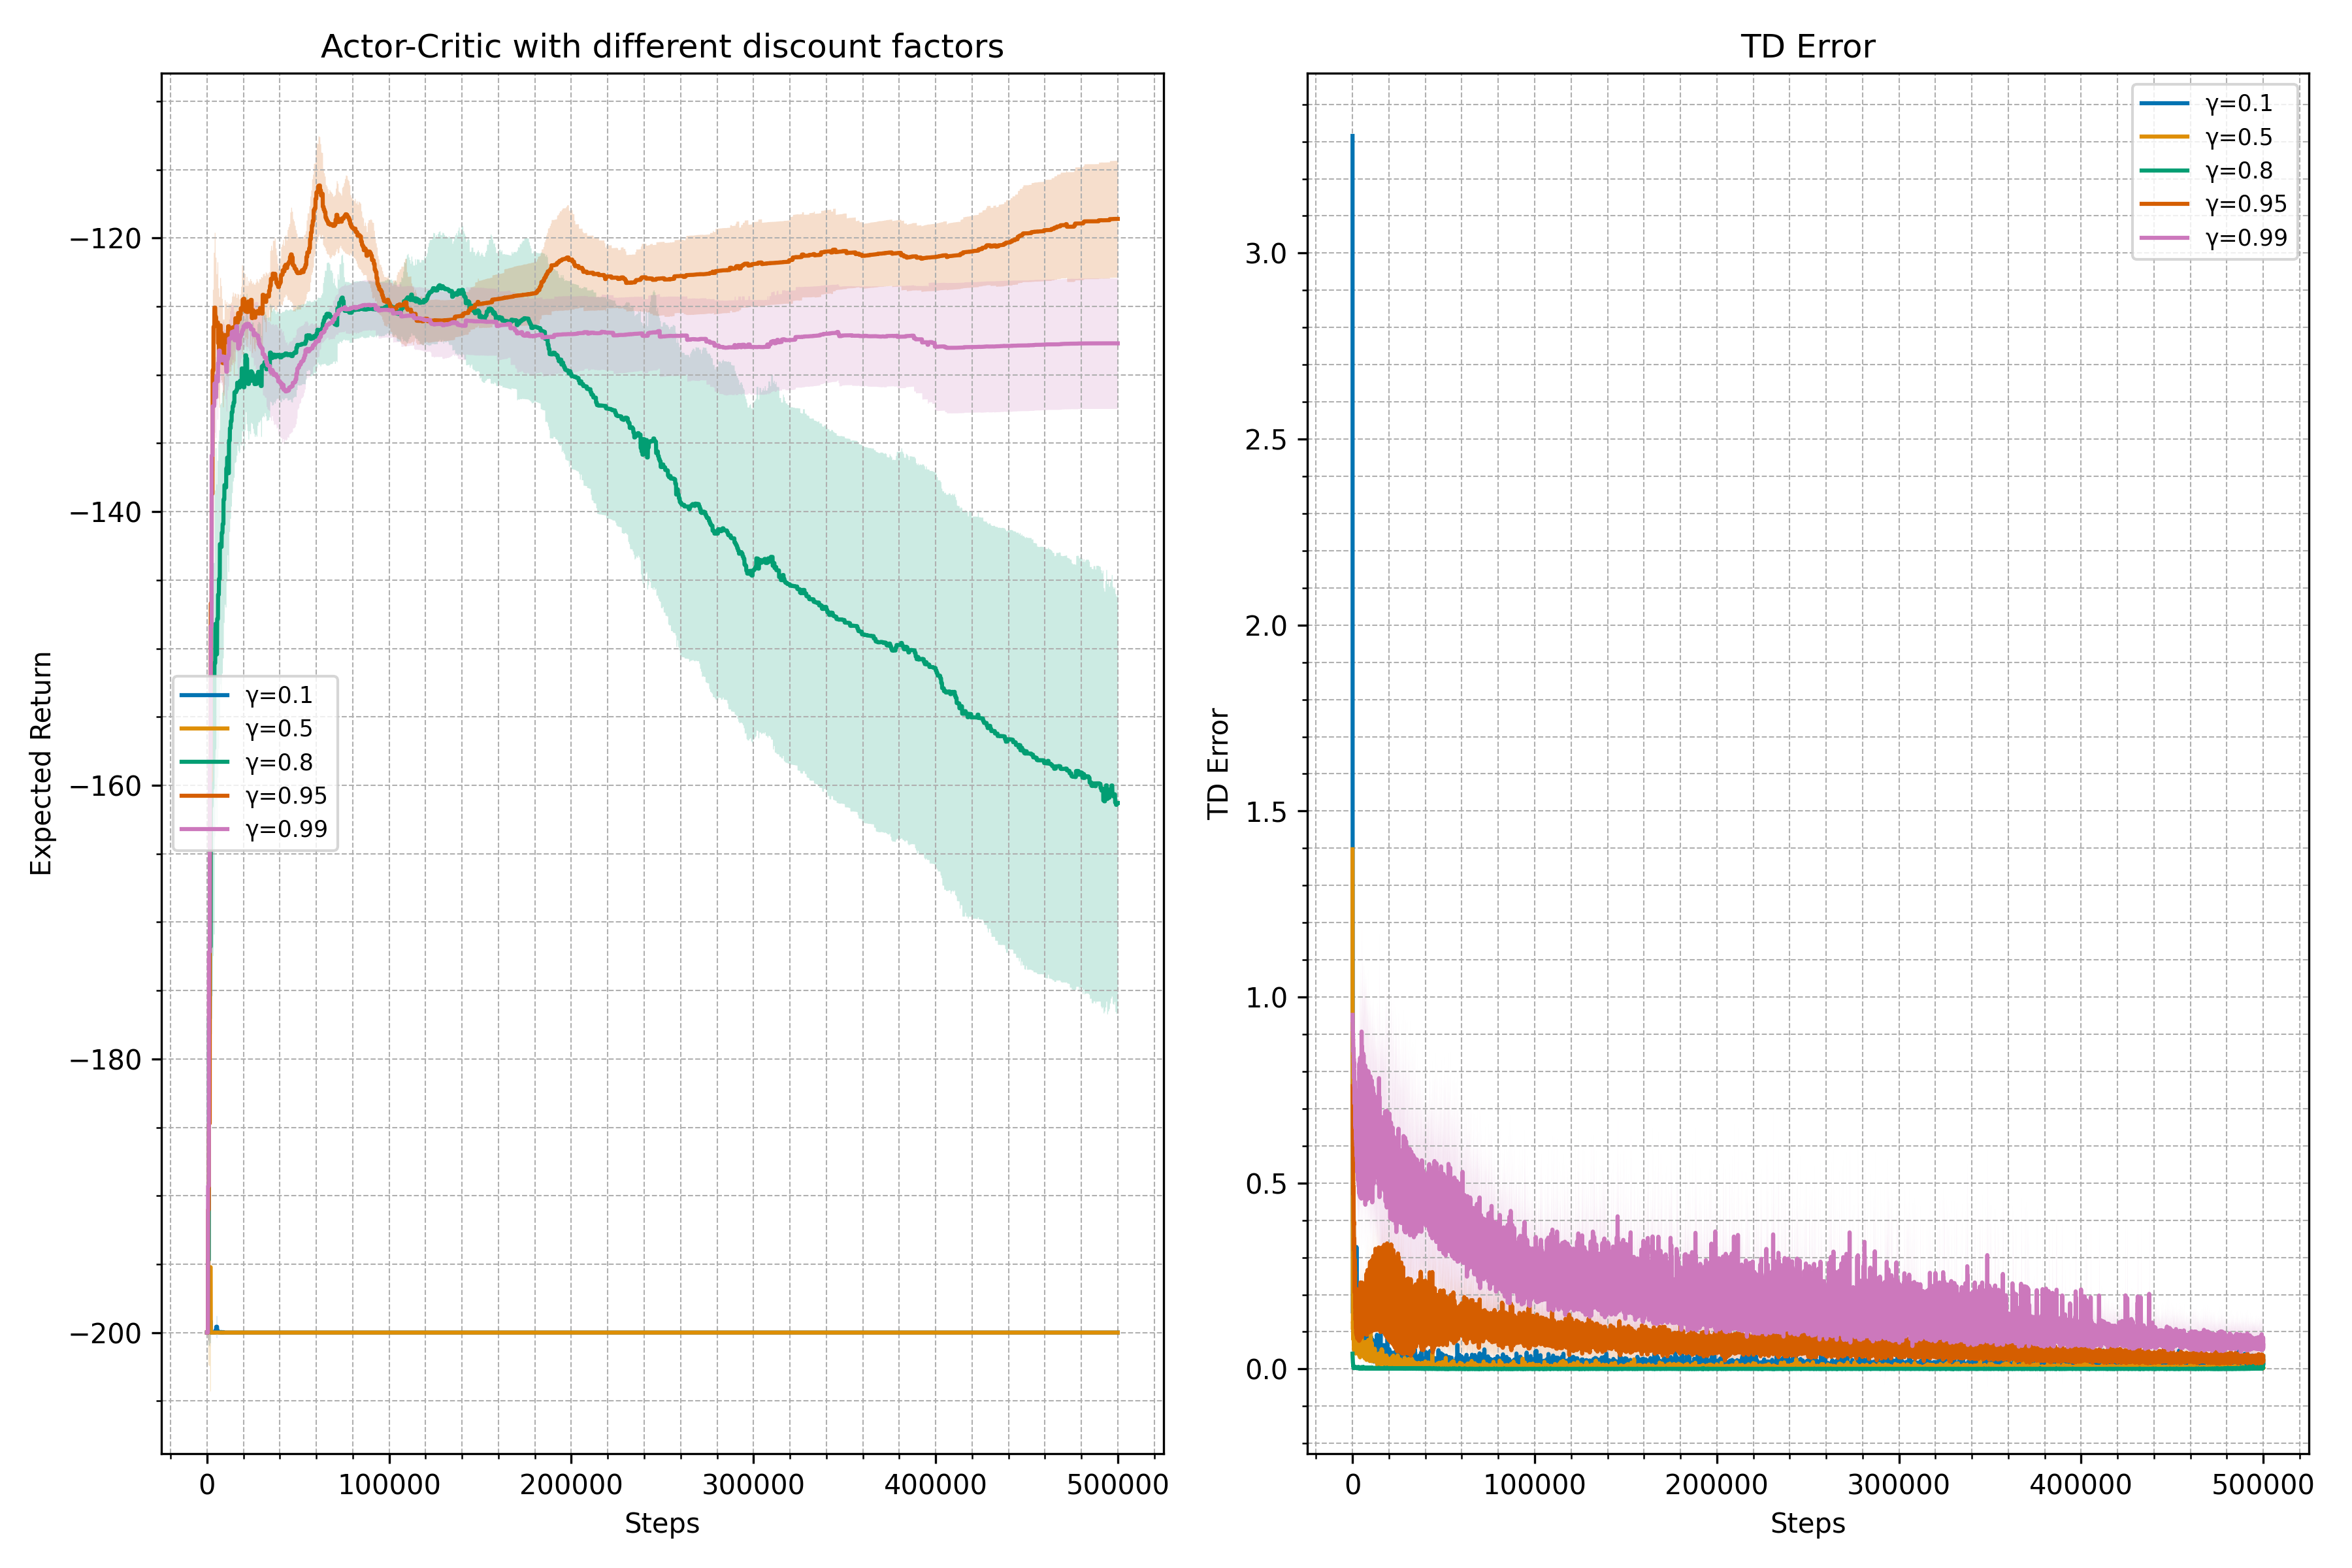 Actor-Critic with different discount factors
Expected Return
−120
−140
−160
−180
−200
γ=0.1
γ=0.5
γ=0.8
γ=0.95
γ=0.99
0
100000
200000
300000
400000
500000
Steps
TD Error
TD Error
3.0
2.5
2.0
1.5
1.0
0.5
0.0
γ=0.1
γ=0.5
γ=0.8
γ=0.95
γ=0.99
0
100000
200000
300000
400000
500000
Steps